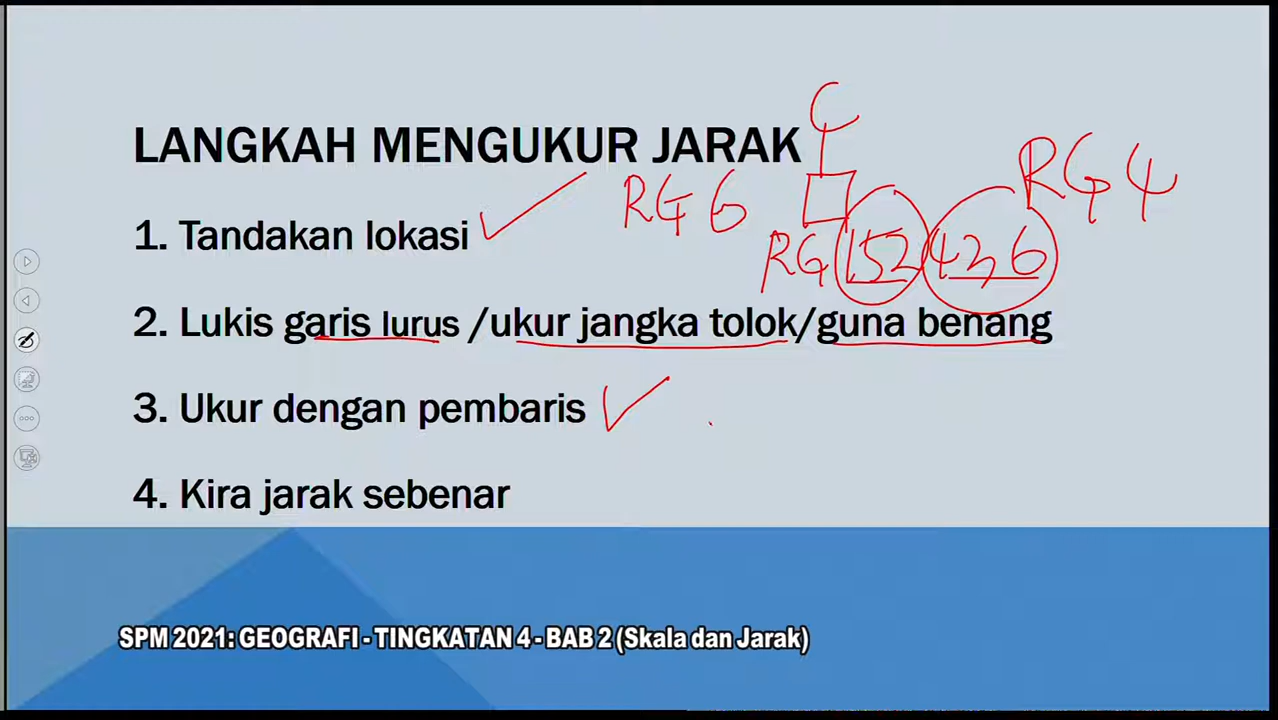 LANGKAH MENGUKUR JARAK
C
RG 4
1. Tandakan lokasi
RG 6
RG 152 436
2. Lukis garis lurus /ukur jangka tolok/guna benang
3. Ukur dengan pembaris
4. Kira jarak sebenar
SPM 2021: GEOGRAFI - TINGKATAN 4 - BAB 2 (Skala dan Jarak)